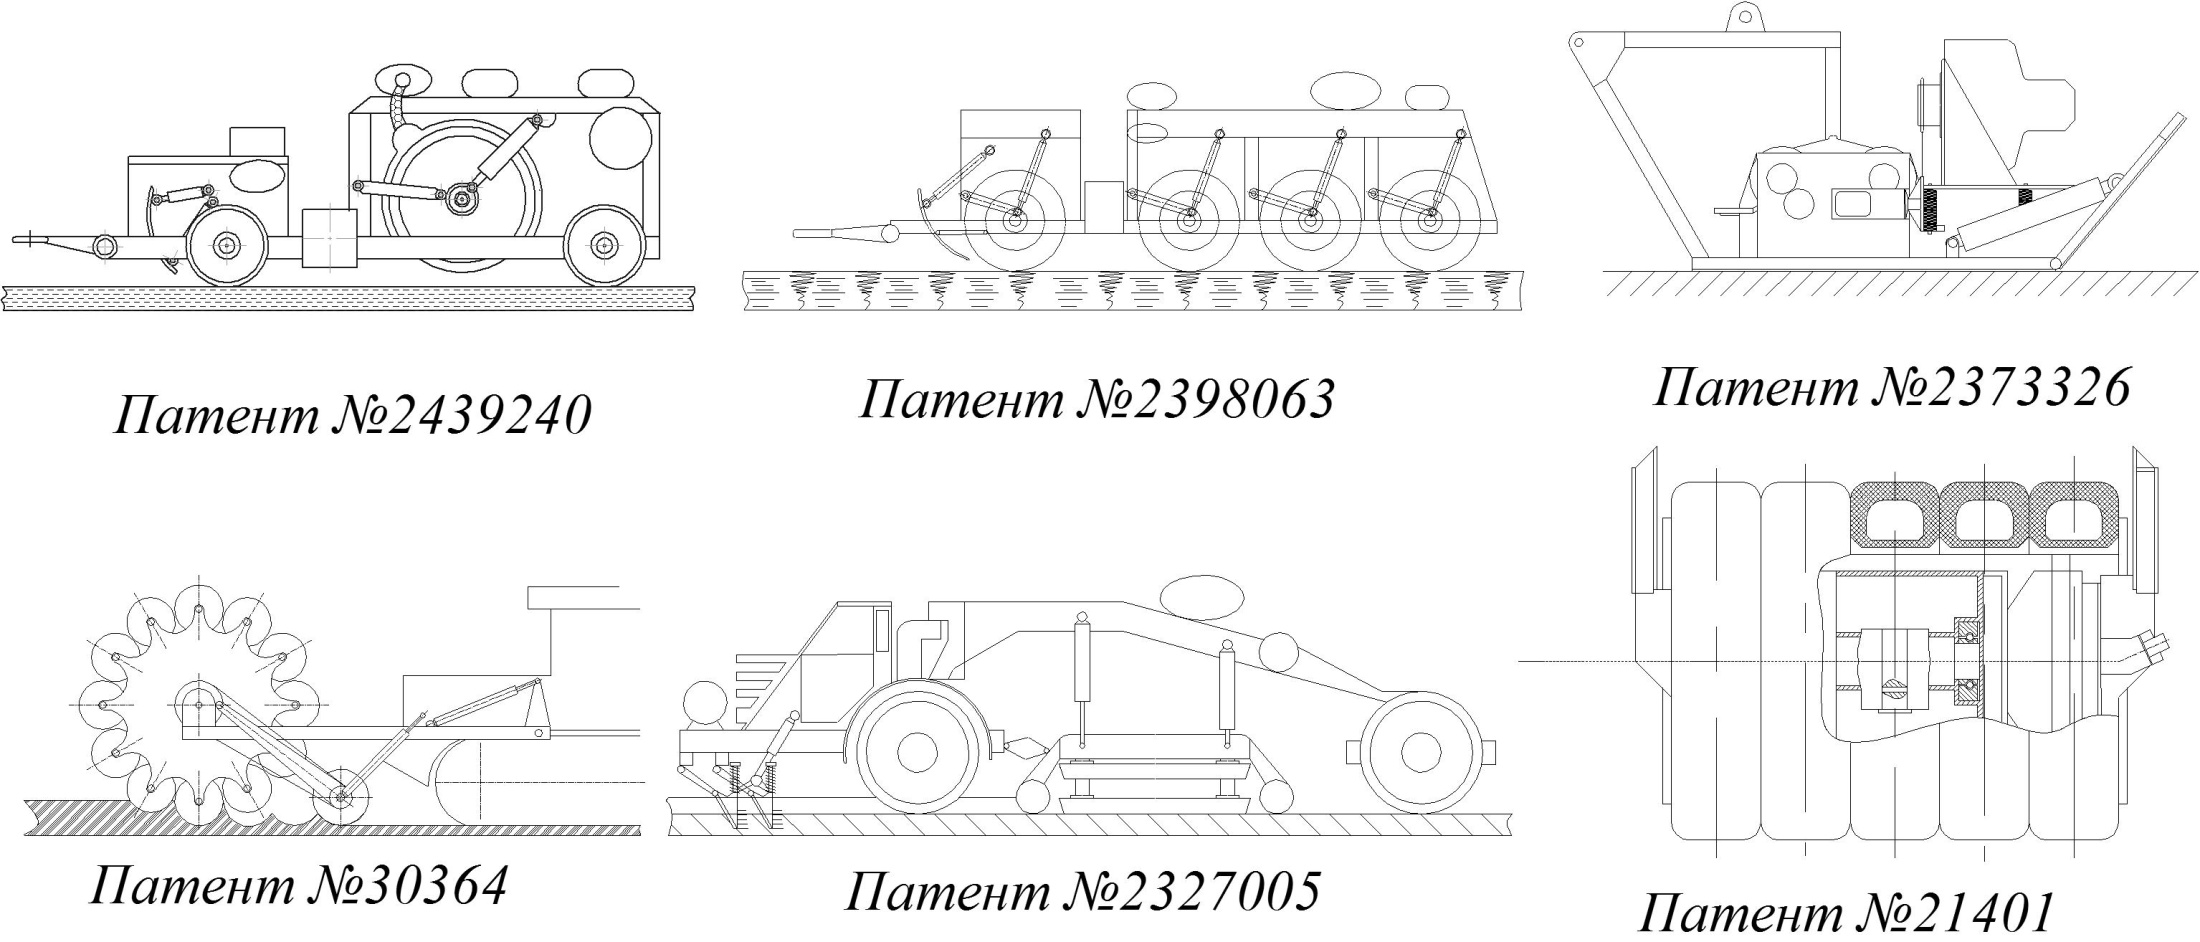 Патент №2439240
Патент №2398063
Патент №2373326
Патент №30364
Патент №2327005
Патент №21401